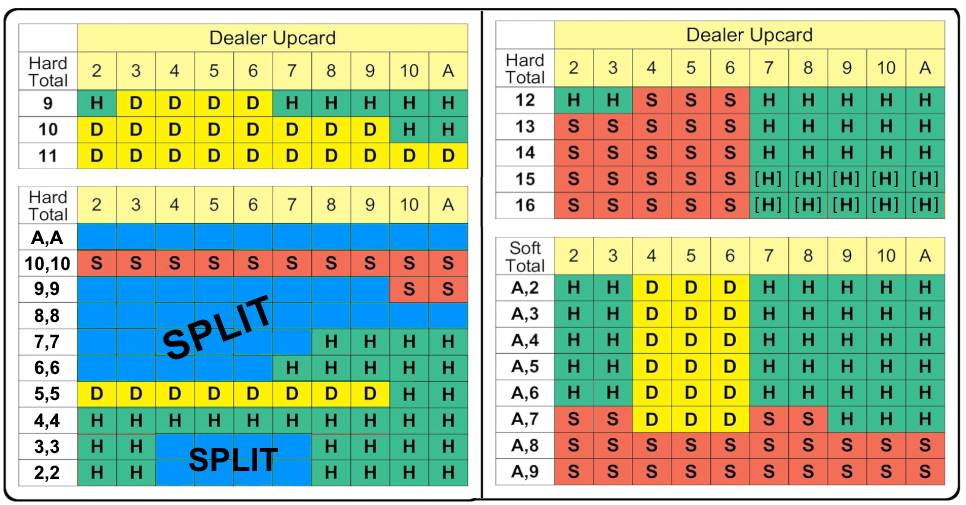 Dealer Upcard
Hard Total 2 3 4 5 6 7 8 9 10 A
9 H D D D D H H H H H
10 D D D D D D D D H H
11 D D D D D D D D D D
Hard Total 2 3 4 5 6 7 8 9 10 A
A,A
10,10 S S S S S S S S S S
9,9 S S
8,8
SPLIT
7,7 H H H H
6,6 H H H H H
5,5 D D D D D D D D H H
4,4 H H H H H H H H H H
3,3 H H H H H H
SPLIT
2,2 H H H H H H
Dealer Upcard
Hard Total 2 3 4 5 6 7 8 9 10 A
12 H H S S S H H H H H
13 S S S S S H H H H H
14 S S S S S H H H H H
15 S S S S S [H] [H] [H] [H] [H]
16 S S S S S [H] [H] [H] [H] [H]
Soft Total 2 3 4 5 6 7 8 9 10 A
A,2 H H D D D H H H H H
A,3 H H D D D H H H H H
A,4 H H D D D H H H H H
A,5 H H D D D H H H H H
A,6 H H D D D H H H H H
A,7 S S D D D S S H H H
A,8 S S S S S S S S S S
A,9 S S S S S S S S S S